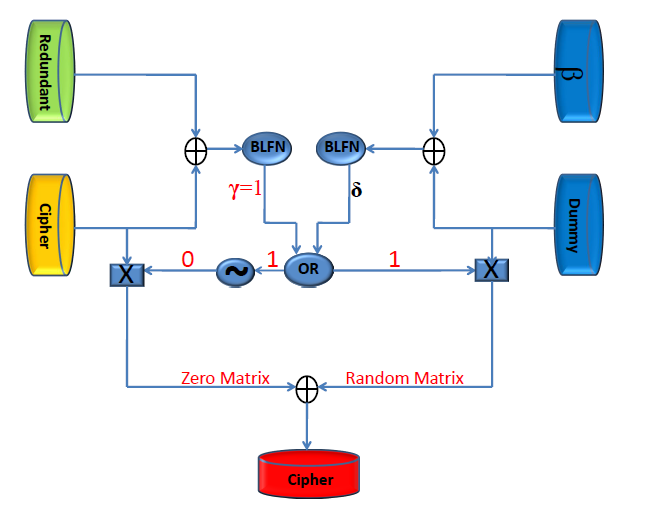 Redundant
β
BLFN
BLFN
γ=1
δ
Cipher
Dummy
X
0
~
1
OR
1
X
Zero Matrix
Random Matrix
Cipher